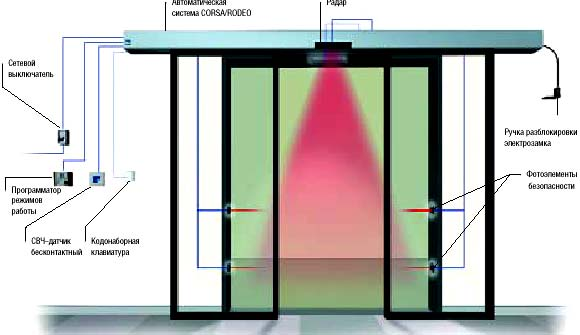 Автоматическая
система CORSA/RODEO
Радар
Сетевой
выключатель
Ручка разблокировки
электрозамка
Фотоэлементы
безопасности
Программатор
режимов
работы
СВЧ-датчик
бесконтактный
Кодонаборная
клавиатура